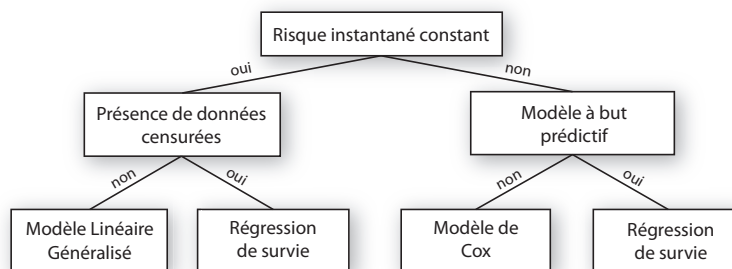 Risque instantané constant
oui
non
Présence de données
censurées
Modèle à but
prédictif
non
oui
non
oui
Modèle Linéaire
Généralisé
Régression
de survie
Modèle de
Cox
Régression
de survie